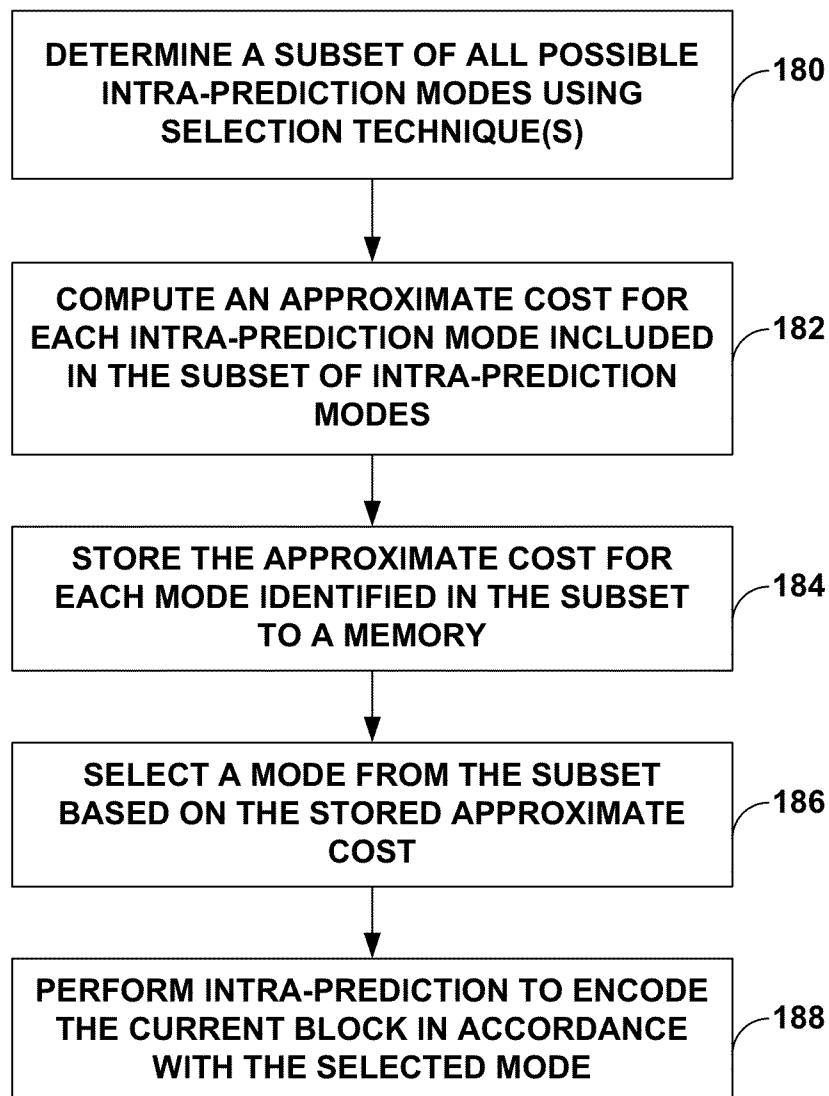 DETERMINE A SUBSET OF ALL POSSIBLE
INTRA-PREDICTION MODES USING
SELECTION TECHNIQUE(S)
180
COMPUTE AN APPROXIMATE COST FOR
EACH INTRA-PREDICTION MODE INCLUDED
IN THE SUBSET OF INTRA-PREDICTION
MODES
182
STORE THE APPROXIMATE COST FOR
EACH MODE IDENTIFIED IN THE SUBSET
TO A MEMORY
184
SELECT A MODE FROM THE SUBSET
BASED ON THE STORED APPROXIMATE
COST
186
PERFORM INTRA-PREDICTION TO ENCODE
THE CURRENT BLOCK IN ACCORDANCE
WITH THE SELECTED MODE
188